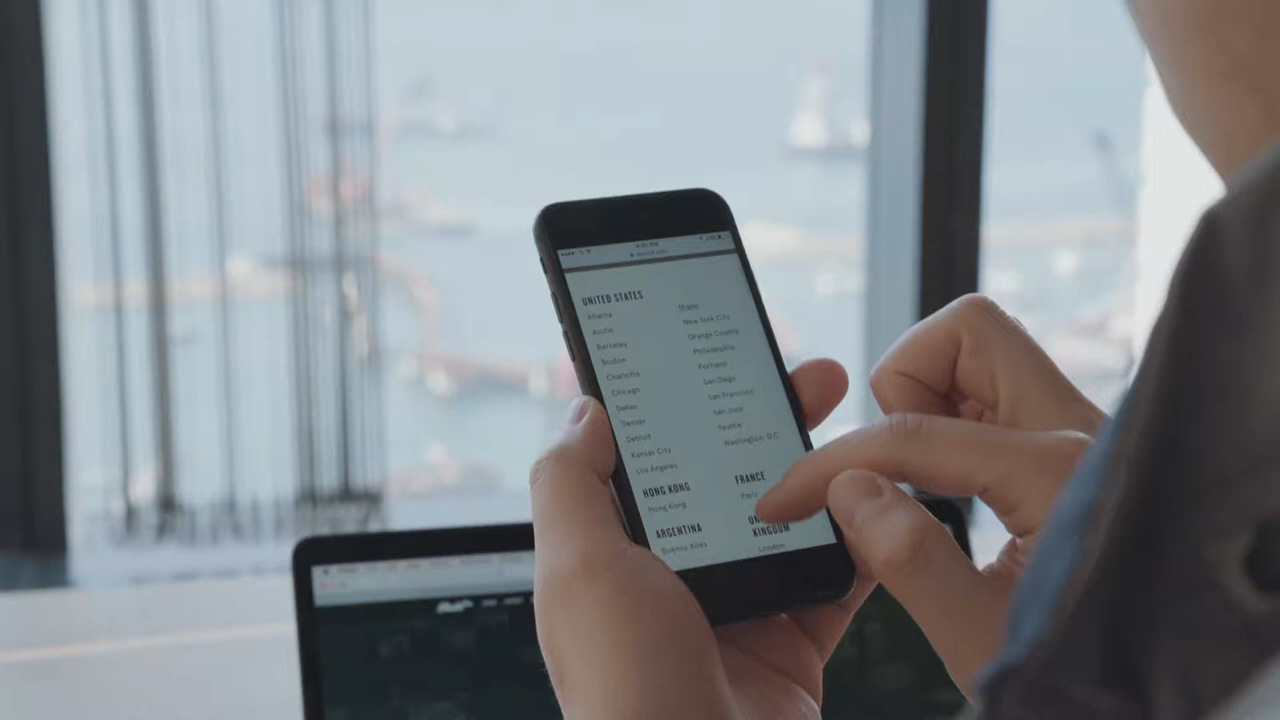 UNITED STATES
Atlanta
Austin
Berkeley
Boston
Charlotte
Chicago
Dallas
Denver
Detroit
Kansas City
Los Angeles
Miami
New York City
Orange County
Philadelphia
Portland
San Diego
San Francisco
San Jose
Seattle
Washington, D.C
HONG KONG
Hong Kong
FRANCE
Paris
ARGENTINA
Buenos Aires
KINGDOM
London